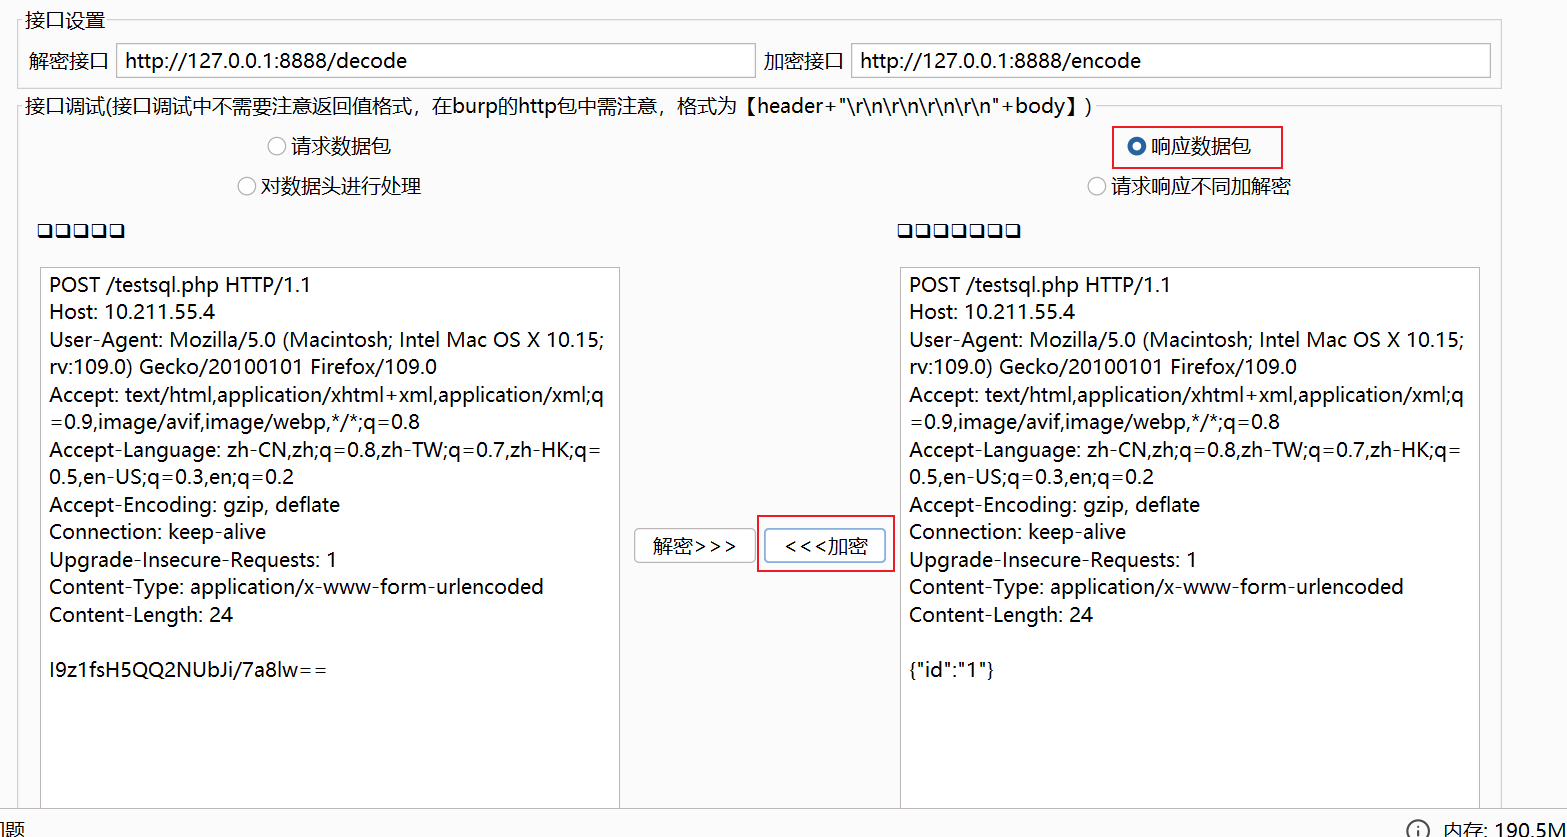 接口设置
解密接口 http://127.0.0.1:8888/decode 加密接口 http://127.0.0.1:8888/encode
接口调试(接口调试中不需要注意返回值格式，在burp的http包中需注意，格式为【header+"\r\n\r\n\r\n\r\n"+body】)
请求数据包 响应数据包
对数据头进行处理 请求响应不同加解密
POST /testsql.php HTTP/1.1
Host: 10.211.55.4
User-Agent: Mozilla/5.0 (Macintosh; Intel Mac OS X 10.15;
rv:109.0) Gecko/20100101 Firefox/109.0
Accept: text/html,application/xhtml+xml,application/xml;q
=0.9,image/avif,image/webp,*/*;q=0.8
Accept-Language: zh-CN,zh;q=0.8,zh-TW;q=0.7,zh-HK;q=
0.5,en-US;q=0.3,en;q=0.2
Accept-Encoding: gzip, deflate
Connection: keep-alive
Upgrade-Insecure-Requests: 1
Content-Type: application/x-www-form-urlencoded
Content-Length: 24
I9z1fsH5QQ2NUbJi/7a8lw==
解密>>> <<<加密
POST /testsql.php HTTP/1.1
Host: 10.211.55.4
User-Agent: Mozilla/5.0 (Macintosh; Intel Mac OS X 10.15;
rv:109.0) Gecko/20100101 Firefox/109.0
Accept: text/html,application/xhtml+xml,application/xml;q
=0.9,image/avif,image/webp,*/*;q=0.8
Accept-Language: zh-CN,zh;q=0.8,zh-TW;q=0.7,zh-HK;q=
0.5,en-US;q=0.3,en;q=0.2
Accept-Encoding: gzip, deflate
Connection: keep-alive
Upgrade-Insecure-Requests: 1
Content-Type: application/x-www-form-urlencoded
Content-Length: 24
{"id":"1"}
题 内存: 190.5M